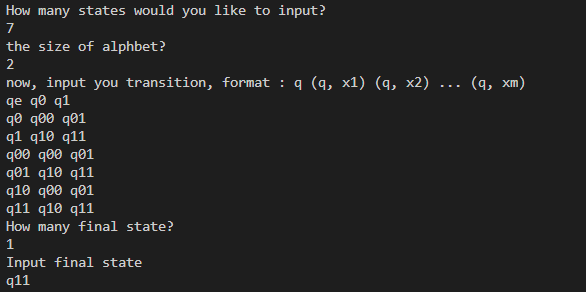 How many states would you like to input?
7
the size of alphbet?
2
now, input you transition, format : q (q, x1) (q, x2) ... (q, xm)
qe q0 q1
q0 q00 q01
q1 q10 q11
q00 q00 q01
q01 q10 q11
q10 q00 q01
q11 q10 q11
How many final state?
1
Input final state
q11